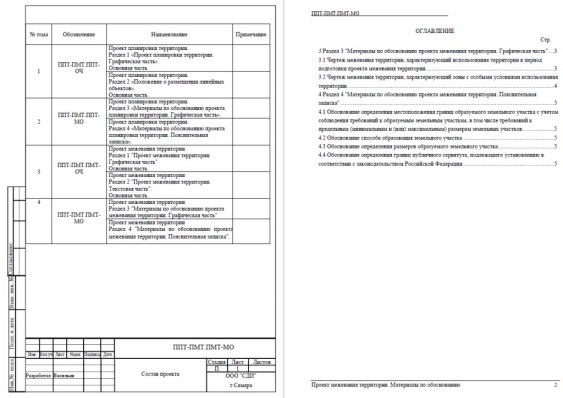 № тома Обозначение Наименование Примечание
1
ППТ-ПМТ.ППТ-
ОЧ
Проект планировки территории.
Раздел 1 «Проект планировки территории.
Графическая часть».
Основная часть.
Проект планировки территории.
Раздел 2 «Положение о размещении линейных
объектов».
Основная часть.
2
ППТ-ПМТ.ППТ-
МО
Проект планировки территории.
Раздел 3 «Материалы по обоснованию проекта
планировки территории. Графическая часть».
Проект планировки территории.
Раздел 4 «Материалы по обоснованию проекта
планировки территории. Пояснительная
записка».
3
ППТ-ПМТ.ПМТ-
ОЧ
Проект межевания территории
Раздел 1 "Проект межевания территории.
Графическая часть"
Основная часть.
Проект межевания территории
Раздел 2 "Проект межевания территории.
Текстовая часть".
Основная часть.
4
ППТ-ПМТ.ПМТ-
МО
Проект межевания территории
Раздел 3 "Материалы по обоснованию проекта
межевания территории. Графическая часть"
Проект межевания территории
Раздел 4 "Материалы по обоснованию проекта
межевания территории. Пояснительная записка".
Согласовано
Взам. инв. №
Подп. и дата
Инв.№ подл.
ППТ-ПМТ.ПМТ-МО
Изм. Кол.уч Лист №док. Подпись Дата
Разработал Васильев
Состав проекта
Стадия Лист Листов
П 1
ООО "СДИ"
г.Самара
ППТ-ПМТ.ПМТ-МО
ОГЛАВЛЕНИЕ
Стр.
3 Раздел 3 "Материалы по обоснованию проекта межевания территории. Графическая часть"....3
3.1 Чертеж межевания территории, характеризующий использование территории в период
подготовки проекта межевания территории....3
3.2 Чертеж межевания территории, характеризующий зоны с особыми условиями использования
территории....4
4 Раздел 4 "Материалы по обоснованию проекта межевания территории. Пояснительная
записка"....5
4.1 Обоснование определения местоположения границ образуемого земельного участка с учетом
соблюдения требований к образуемым земельным участкам, в том числе требований к
предельным (минимальным и (или) максимальным) размерам земельных участков....5
4.2 Обоснование способа образования земельного участка....5
4.3 Обоснование определения размеров образуемого земельного участка....5
4.4 Обоснование определения границ публичного сервитута, подлежащего установлению в
соответствии с законодательством Российской Федерации....5
Проект межевания территории. Материалы по обоснованию 2